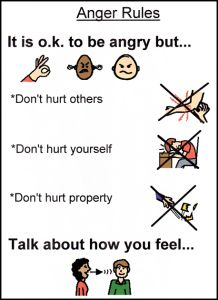 Anger Rules
It is o.k. to be angry but...
*Don't hurt others
*Don't hurt yourself
*Don't hurt property
Talk about how you feel...